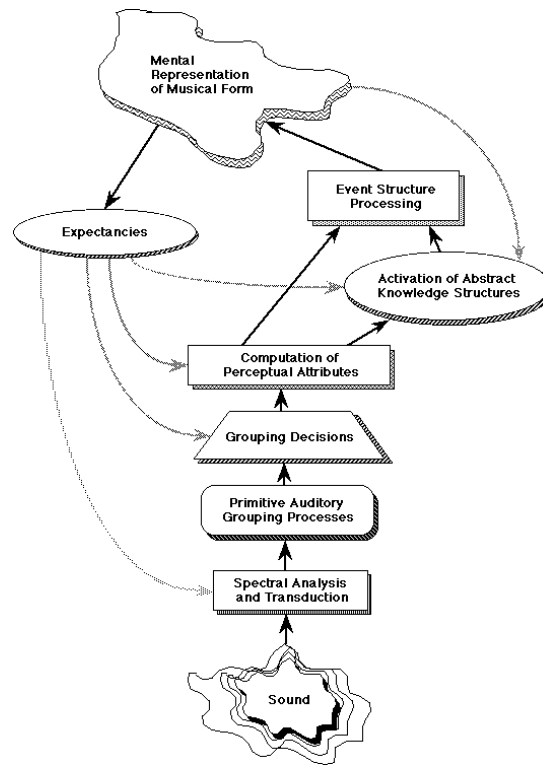 Mental
Representation
of Musical Form
Event Structure
Processing
Expectancies
Activation of Abstract
Knowledge Structures
Computation of
Perceptual Attributes
Grouping Decisions
Primitive Auditory
Grouping Processes
Spectral Analysis
and Transduction
Sound